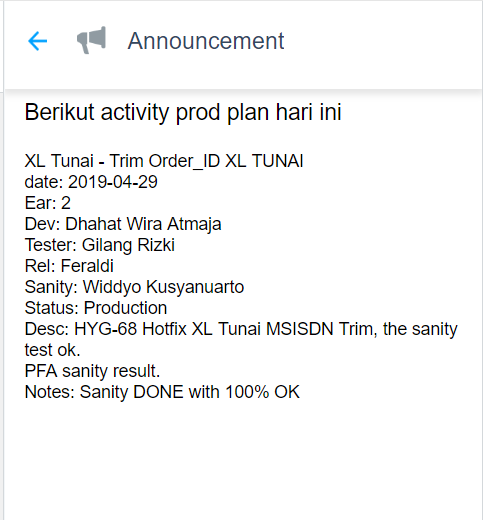 Announcement
Berikut activity prod plan hari ini
XL Tunai - Trim Order_ID XL TUNAI
date: 2019-04-29
Ear: 2
Dev: Dhahat Wira Atmaja
Tester: Gilang Rizki
Rel: Feraldi
Sanity: Widdyo Kusyanuarto
Status: Production
Desc: HYG-68 Hotfix XL Tunai MSISDN Trim, the sanity
test ok.
PFA sanity result.
Notes: Sanity DONE with 100% OK